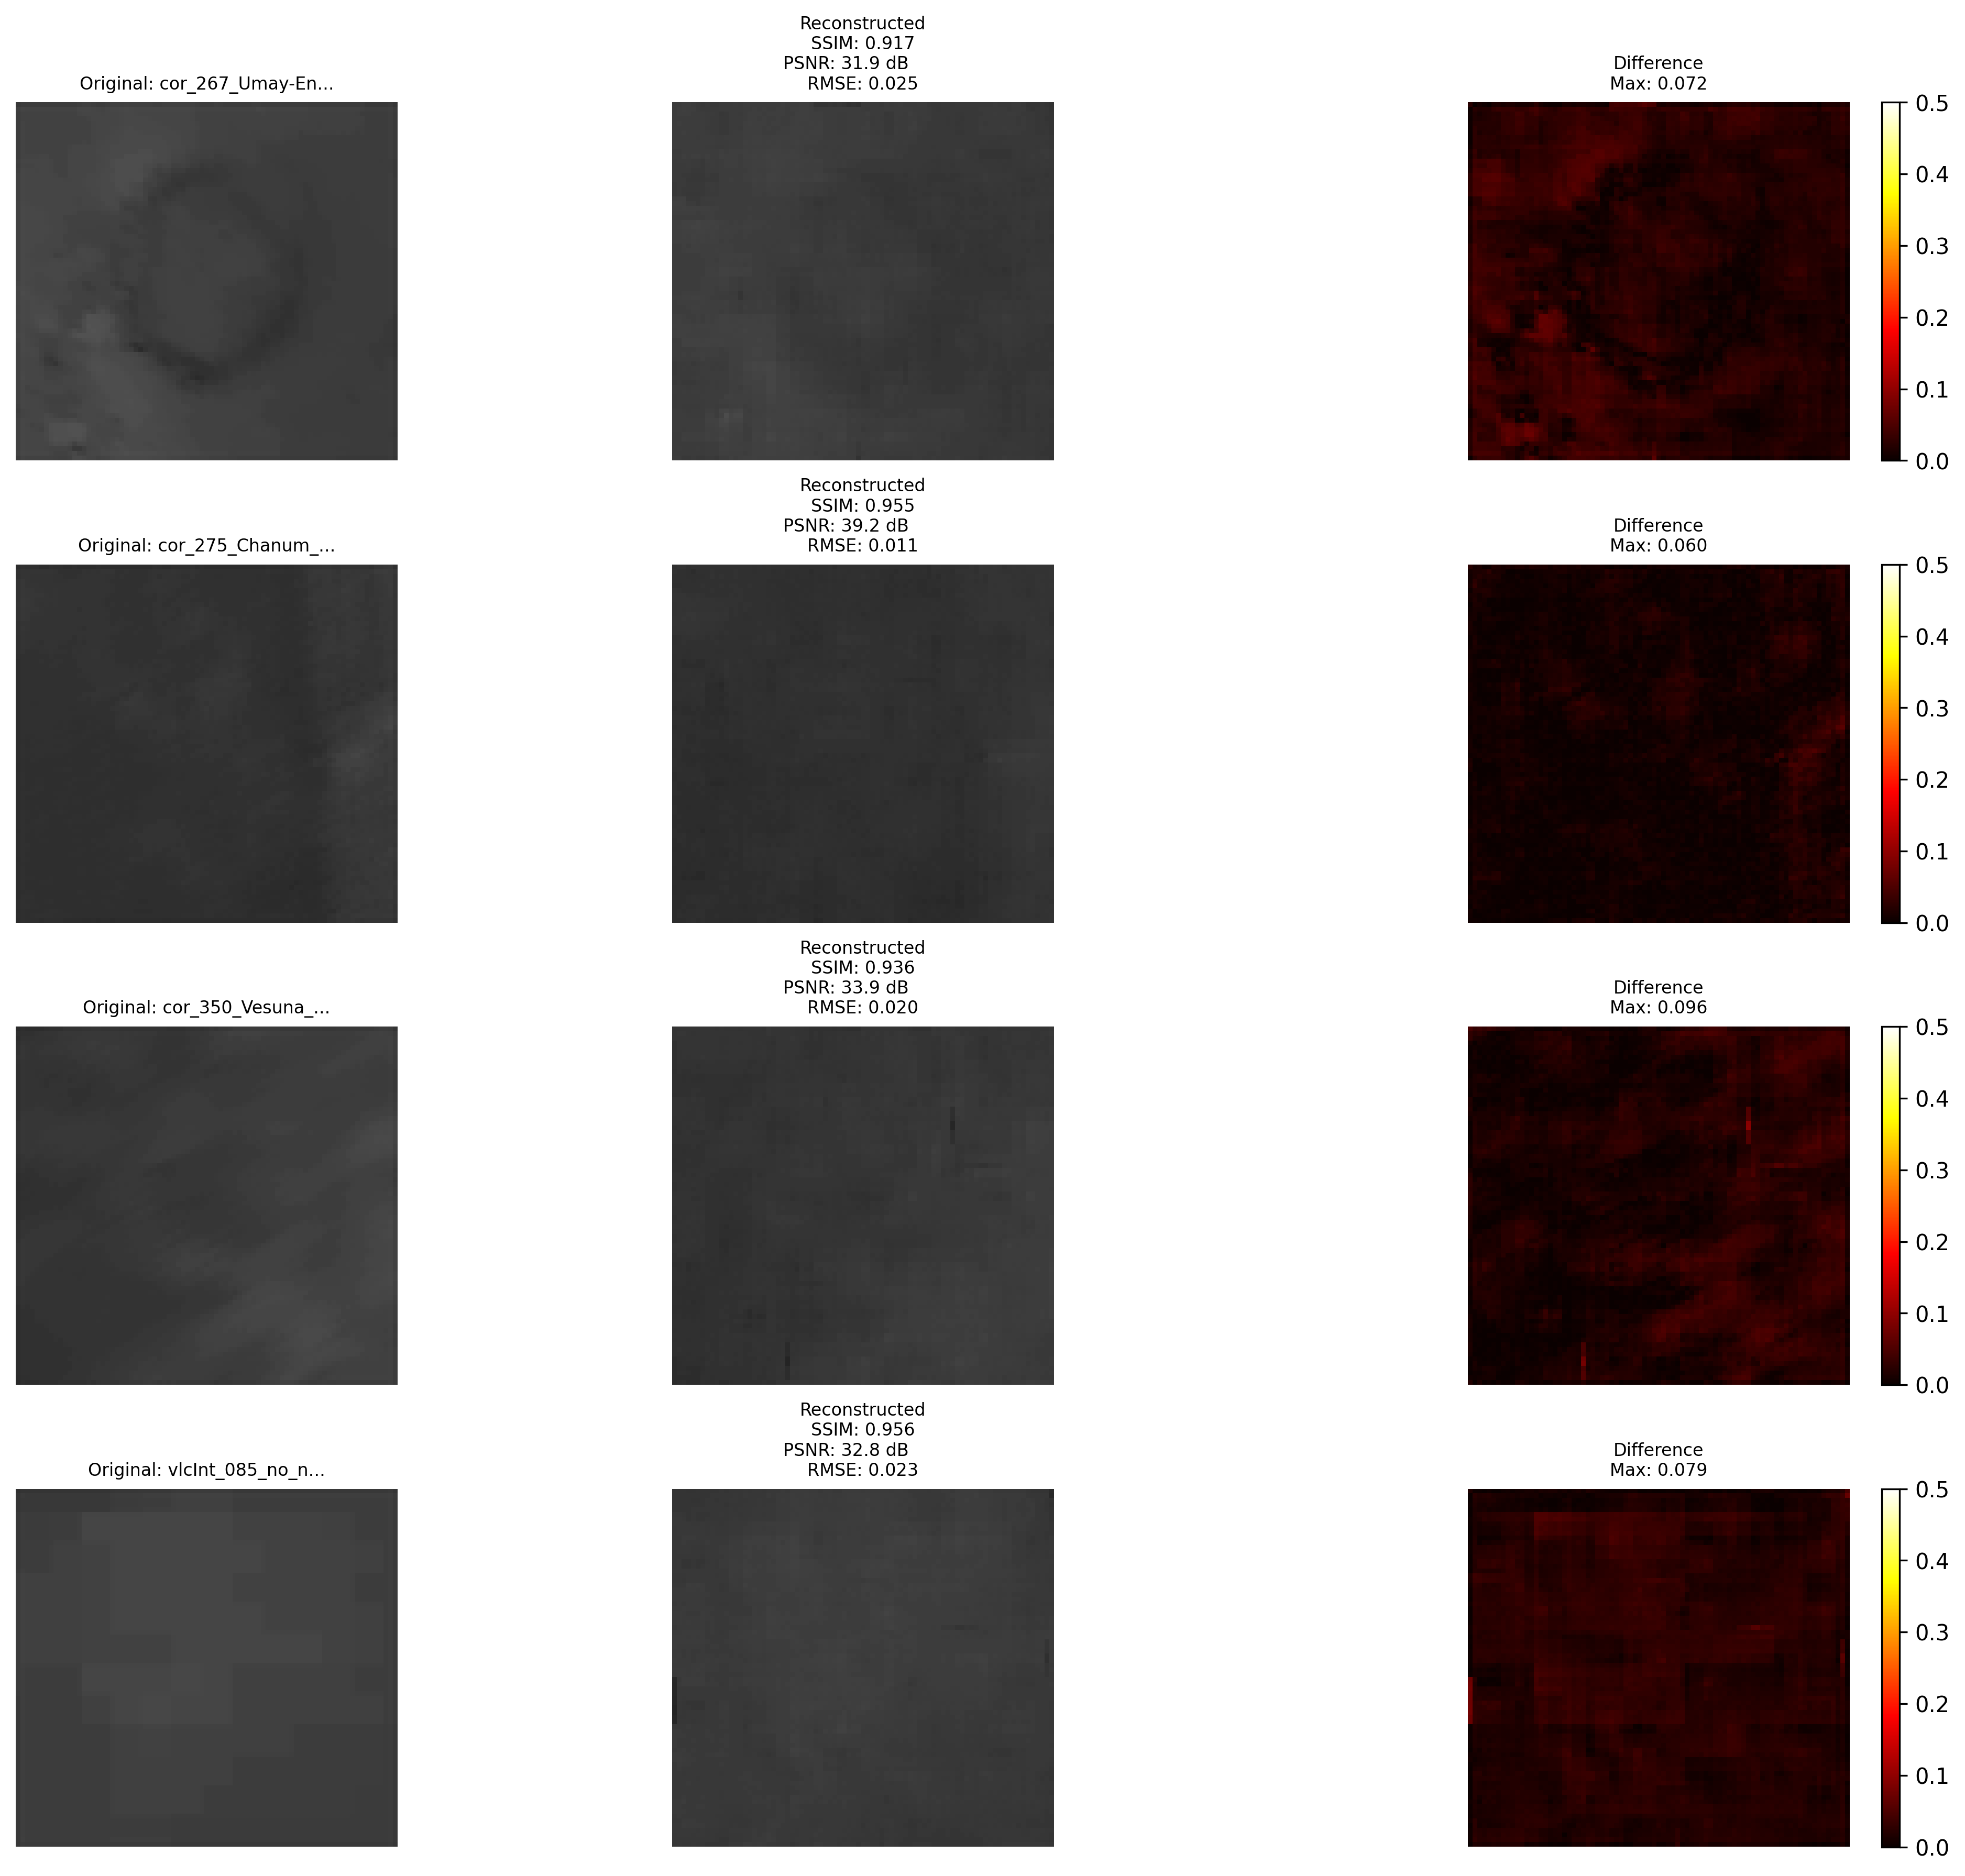 Original: cor_267_Umay-En...
Reconstructed
SSIM: 0.917
PSNR: 31.9 dB
RMSE: 0.025
Difference
Max: 0.072
0.5
0.4
0.3
0.2
0.1
0.0
Original: cor_275_Chanum_...
Reconstructed
SSIM: 0.955
PSNR: 39.2 dB
RMSE: 0.011
Difference
Max: 0.060
0.5
0.4
0.3
0.2
0.1
0.0
Original: cor_350_Vesuna_...
Reconstructed
SSIM: 0.936
PSNR: 33.9 dB
RMSE: 0.020
Difference
Max: 0.096
0.5
0.4
0.3
0.2
0.1
0.0
Original: vlcInt_085_no_n...
Reconstructed
SSIM: 0.956
PSNR: 32.8 dB
RMSE: 0.023
Difference
Max: 0.079
0.5
0.4
0.3
0.2
0.1
0.0